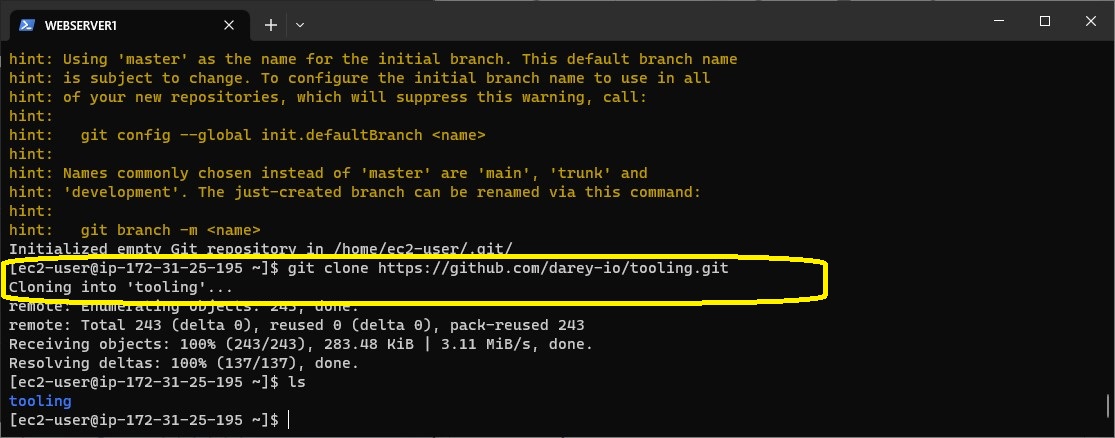 WEBSERVER1
hint: Using 'master' as the name for the initial branch. This default branch name
hint: is subject to change. To configure the initial branch name to use in all
hint: of your new repositories, which will suppress this warning, call:
hint:
hint:   git config --global init.defaultBranch <name>
hint:
hint: Names commonly chosen instead of 'master' are 'main', 'trunk' and
hint: 'development'. The just-created branch can be renamed via this command:
hint:
hint:   git branch -m <name>
Initialized empty Git repository in /home/ec2-user/.git/
[ec2-user@ip-172-31-25-195 ~]$ git clone https://github.com/darey-io/tooling.git
Cloning into 'tooling'...
remote: Enumerating objects: 243, done.
remote: Total 243 (delta 0), reused 0 (delta 0), pack-reused 243
Receiving objects: 100% (243/243), 283.48 KiB | 3.11 MiB/s, done.
Resolving deltas: 100% (137/137), done.
[ec2-user@ip-172-31-25-195 ~]$ ls
tooling
[ec2-user@ip-172-31-25-195 ~]$